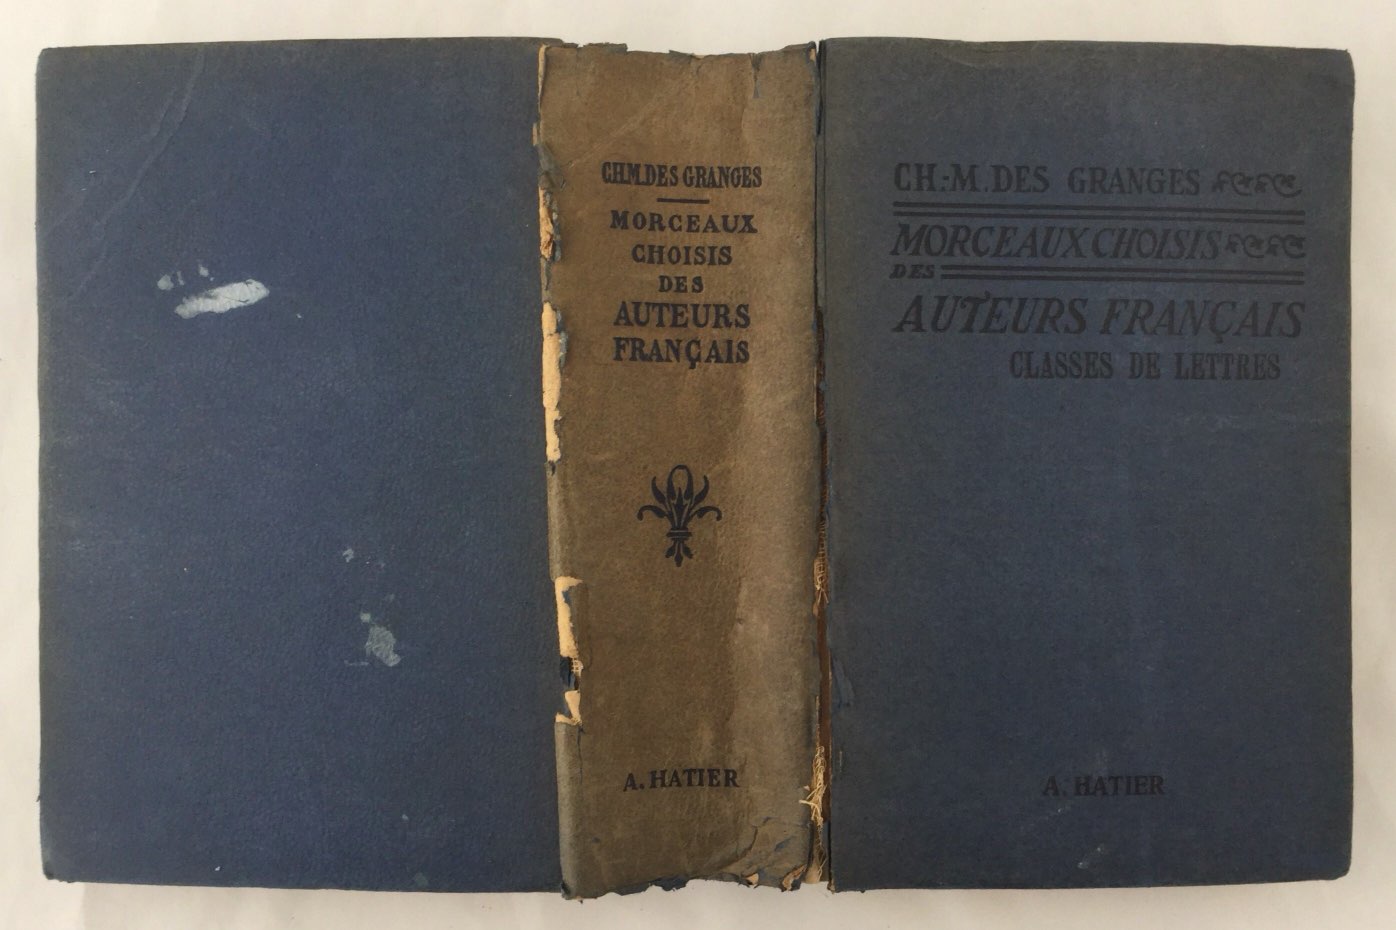 CH.M.DES GRANGES
MORCEAUX
CHOISIS
DES
AUTEURS
FRANÇAIS
A. HATIER
CH.-M. DES GRANGES
MORCEAUX CHOISIS
DES
AUTEURS FRANÇAIS
CLASSES DE LETTRES
A. HATIER